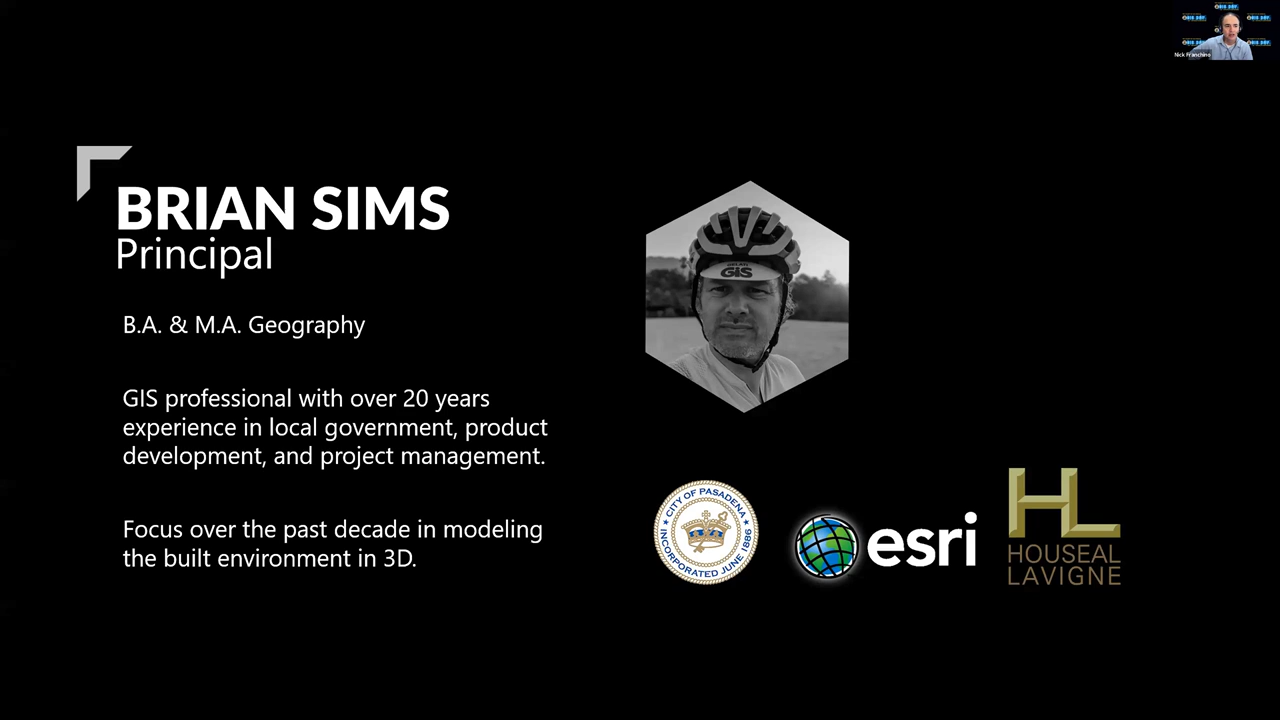 Nick Franchino
BRIAN SIMS
Principal
B.A. & M.A. Geography
GIS professional with over 20 years
experience in local government, product
development, and project management.
Focus over the past decade in modeling
the built environment in 3D.
GIS
CITY OF PASADENA
INCORPORATED JUNE 1886
esri
HL
HOUSEAL
LAVIGNE